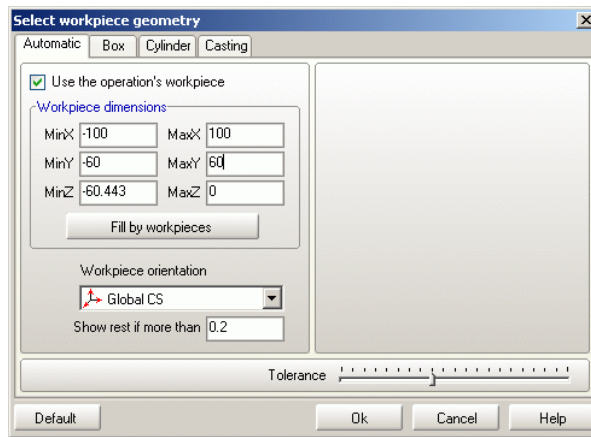 Select workpiece geometry
Automatic Box Cylinder Casting
Use the operation's workpiece
Workpiece dimensions
MinX -100 MaxX 100
MinY -60 MaxY 60
MinZ -60.443 MaxZ 0
Fill by workpieces
Workpiece orientation
Global CS
Show rest if more than 0.2
Tolerance
Default Ok Cancel Help